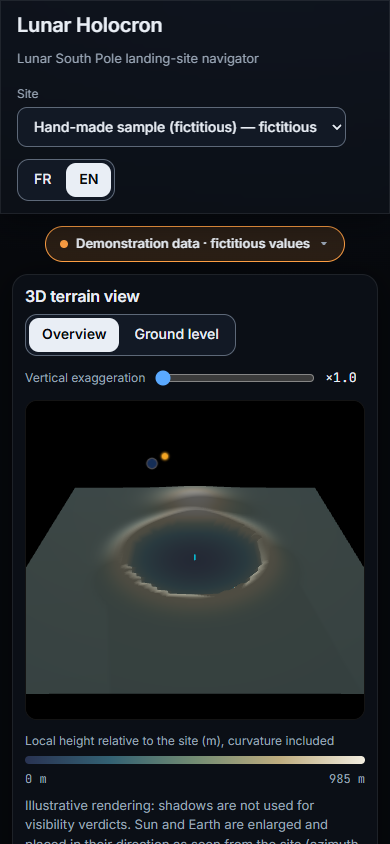 Lunar Holocron
Lunar South Pole landing-site navigator
Site
Hand-made sample (fictitious) — fictitious
FR EN
Demonstration data · fictitious values
3D terrain view
Overview Ground level
Vertical exaggeration ×1.0
Local height relative to the site (m), curvature included
0 m 985 m
Illustrative rendering: shadows are not used for
visibility verdicts. Sun and Earth are enlarged and
placed in their direction as seen from the site (azimuth